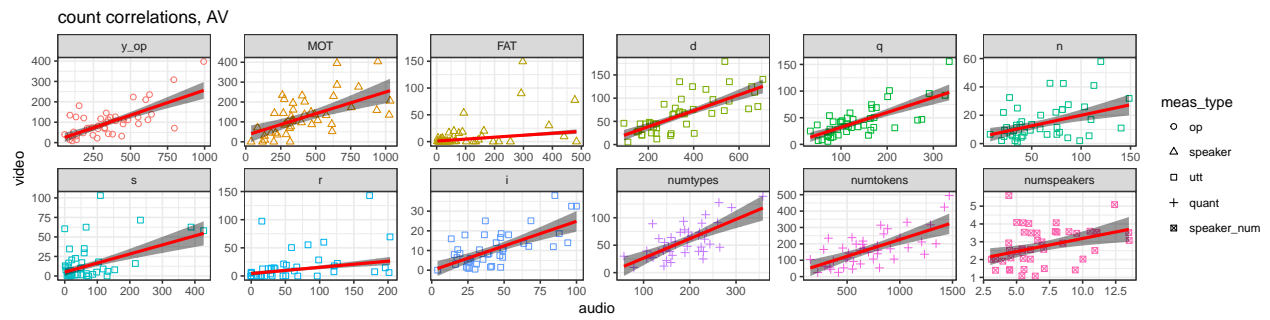 count correlations, AV
y_op MOT FAT d q n
400 300 200 100 0
400 300 200 100 0
150 100 50 0
150 100 50 0
150 100 50 0
60 40 20 0
250 500 750 1000
0 250 500 750 1000
0 100 200 300 400 500
200 400 600
100 200 300
0 50 100 150
s r i numtypes numtokens numspeakers
100 75 50 25 0
150 100 50 0
30 20 10 0
100 50 0
500 400 300 200 100 0
5 4 3 2 1
0 100 200 300 400
0 50 100 150 200
0 25 50 75 100
100 200 300
500 1000 1500
2.5 5.0 7.5 10.0 12.5
video
audio
meas_type
op
speaker
utt
quant
speaker_num